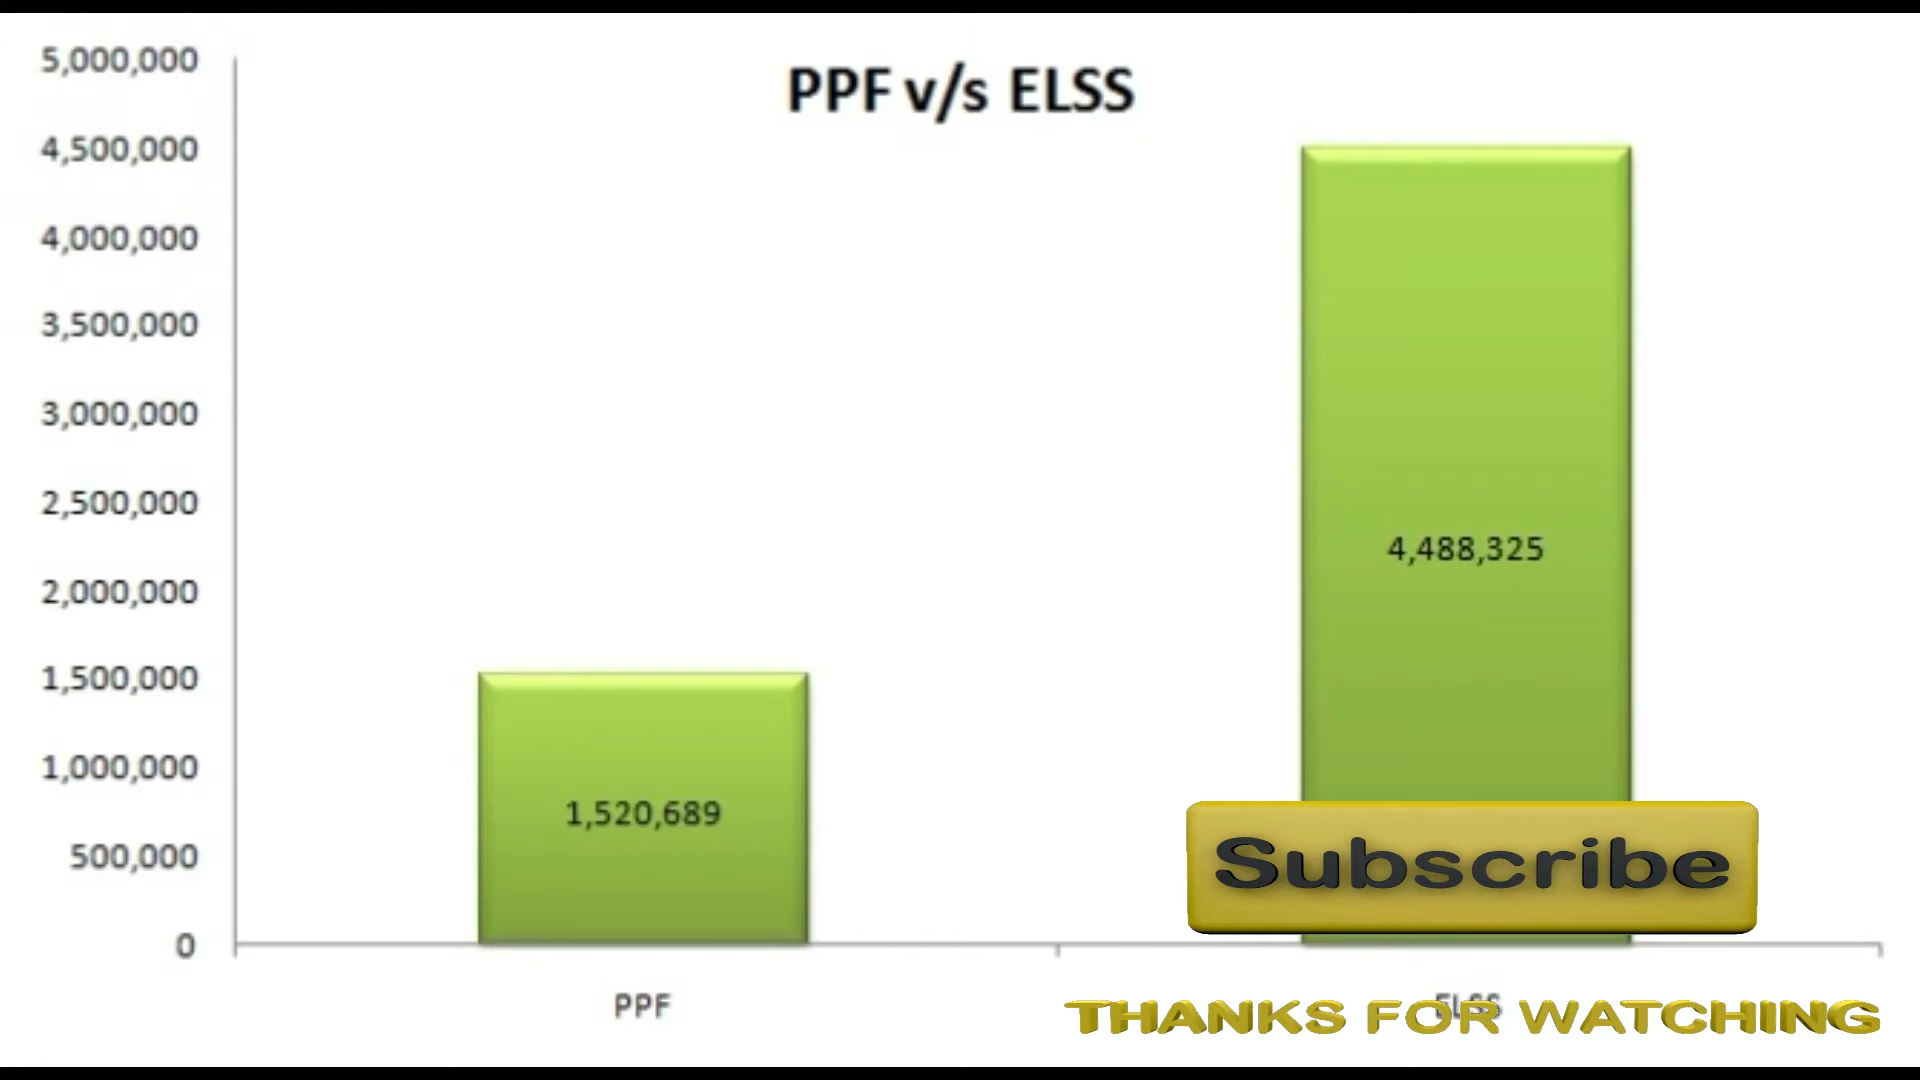 PPF v/s ELSS
5,000,000
4,500,000
4,000,000
3,500,000
3,000,000
2,500,000
2,000,000
1,500,000
1,000,000
500,000
0
4,488,325
1,520,689
Subscribe
PPF
ELSS
THANKS FOR WATCHING